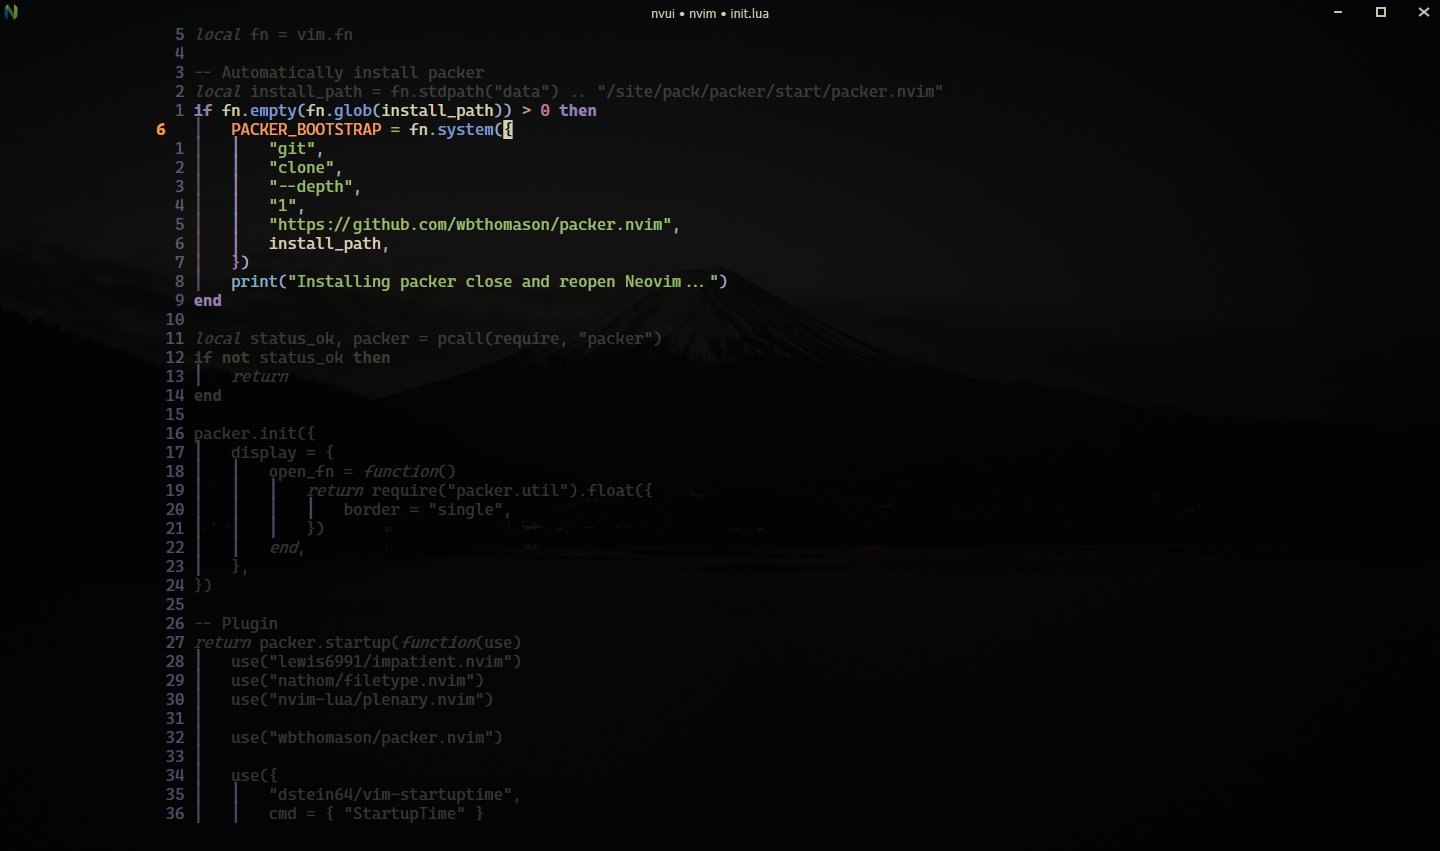 nvui • nvim • init.lua
5 local fn = vim.fn
4
3 -- Automatically install packer
2 local install_path = fn.stdpath("data") .. "/site/pack/packer/start/packer.nvim"
1 if fn.empty(fn.glob(install_path)) > 0 then
6 PACKER_BOOTSTRAP = fn.system({
1 "git",
2 "clone",
3 "--depth",
4 "1",
5 "https://github.com/wbthomason/packer.nvim",
6 install_path,
7 })
8 print("Installing packer close and reopen Neovim...")
9 end
10
11 local status_ok, packer = pcall(require, "packer")
12 if not status_ok then
13 return
14 end
15
16 packer.init({
17 display = {
18 open_fn = function()
19 return require("packer.util").float({
20 border = "single",
21 })
22 end,
23 },
24 })
25
26 -- Plugin
27 return packer.startup(function(use)
28 use("lewis6991/impatient.nvim")
29 use("nathom/filetype.nvim")
30 use("nvim-lua/plenary.nvim")
31
32 use("wbthomason/packer.nvim")
33
34 use({
35 "dstein64/vim-startuptime",
36 cmd = { "StartupTime" }